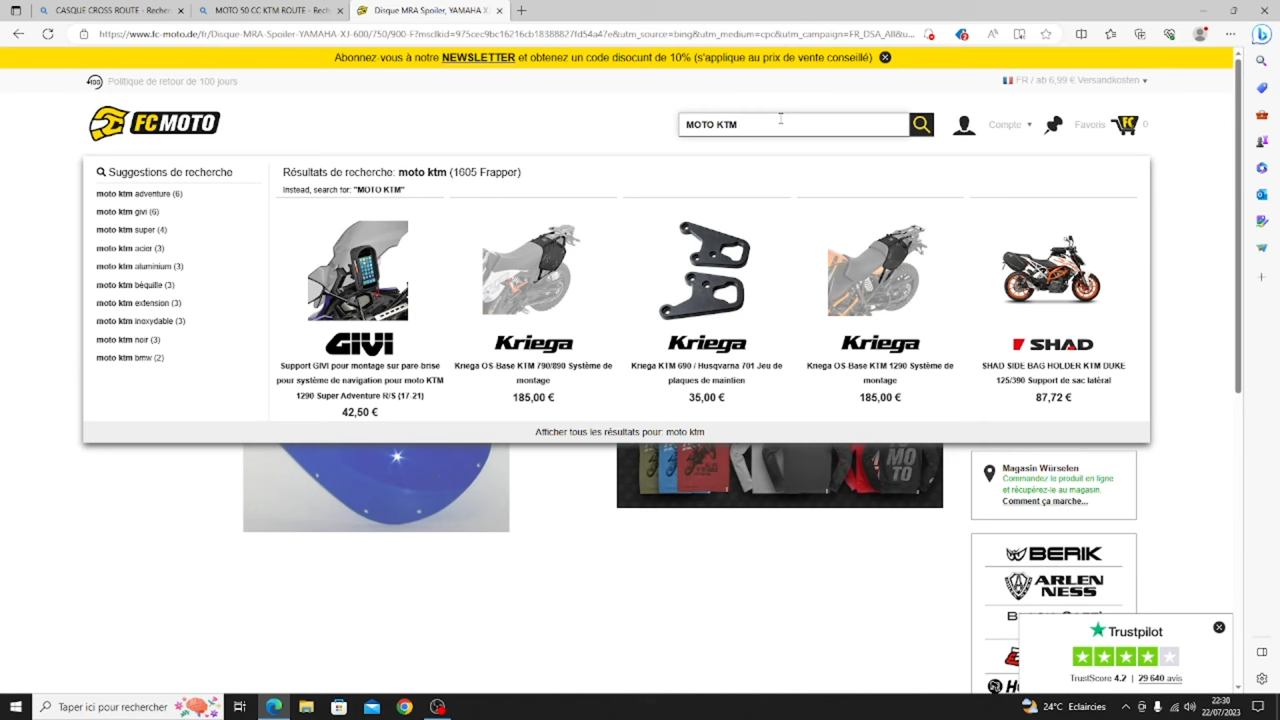 CASQUE CROSS ROUTE - Recher
MOTO 50 CC KTM ROUTE - Rech
Disque MRA Spoiler, YAMAHA X
https://www.fc-moto.de/fr/Disque-MRA-Spoiler-YAMAHA-XJ-600/750/900-F?msclkid=975cec9bc16216cb18388827fd54a47e&utm_source=bing&utm_medium=cpc&utm_campaign=FR_DSA_All&u...
Abonnez-vous à notre NEWSLETTER et obtenez un code discount de 10% (s'applique au prix de vente conseillé)
100 Politique de retour de 100 jours
FR / ab 6,99 € Versandkosten
FC MOTO
MOTO KTM
Compte
Favoris
0
Suggestions de recherche
moto ktm adventure (6)
moto ktm givi (6)
moto ktm super (4)
moto ktm acier (3)
moto ktm aluminium (3)
moto ktm béquille (3)
moto ktm extension (3)
moto ktm inoxydable (3)
moto ktm noir (3)
moto ktm bmw (2)
Résultats de recherche: moto ktm (1605 Frapper)
Instead, search for: "MOTO KTM"
GIVI
Support GIVI pour montage sur pare-brise
pour système de navigation pour moto KTM
1290 Super Adventure R/S (17-21)
42,50 €
Kriega
Kriega OS-Base KTM 790/890 Système de
montage
185,00 €
Kriega
Kriega KTM 690 / Husqvarna 701 Jeu de
plaques de maintien
35,00 €
Kriega
Kriega OS-Base KTM 1290 Système de
montage
185,00 €
SHAD
SHAD SIDE BAG HOLDER KTM DUKE
125/390 Support de sac latéral
87,72 €
Afficher tous les résultats pour: moto ktm
MO
TO
Magasin Würselen
Commandez le produit en ligne
et récupérez-le au magasin.
Comment ça marche...
BERIK
ARLEN
NESS
Trustpilot
TrustScore 4.2 | 29 640 avis
Taper ici pour rechercher
24°C Eclaircies
22:30
22/07/2023